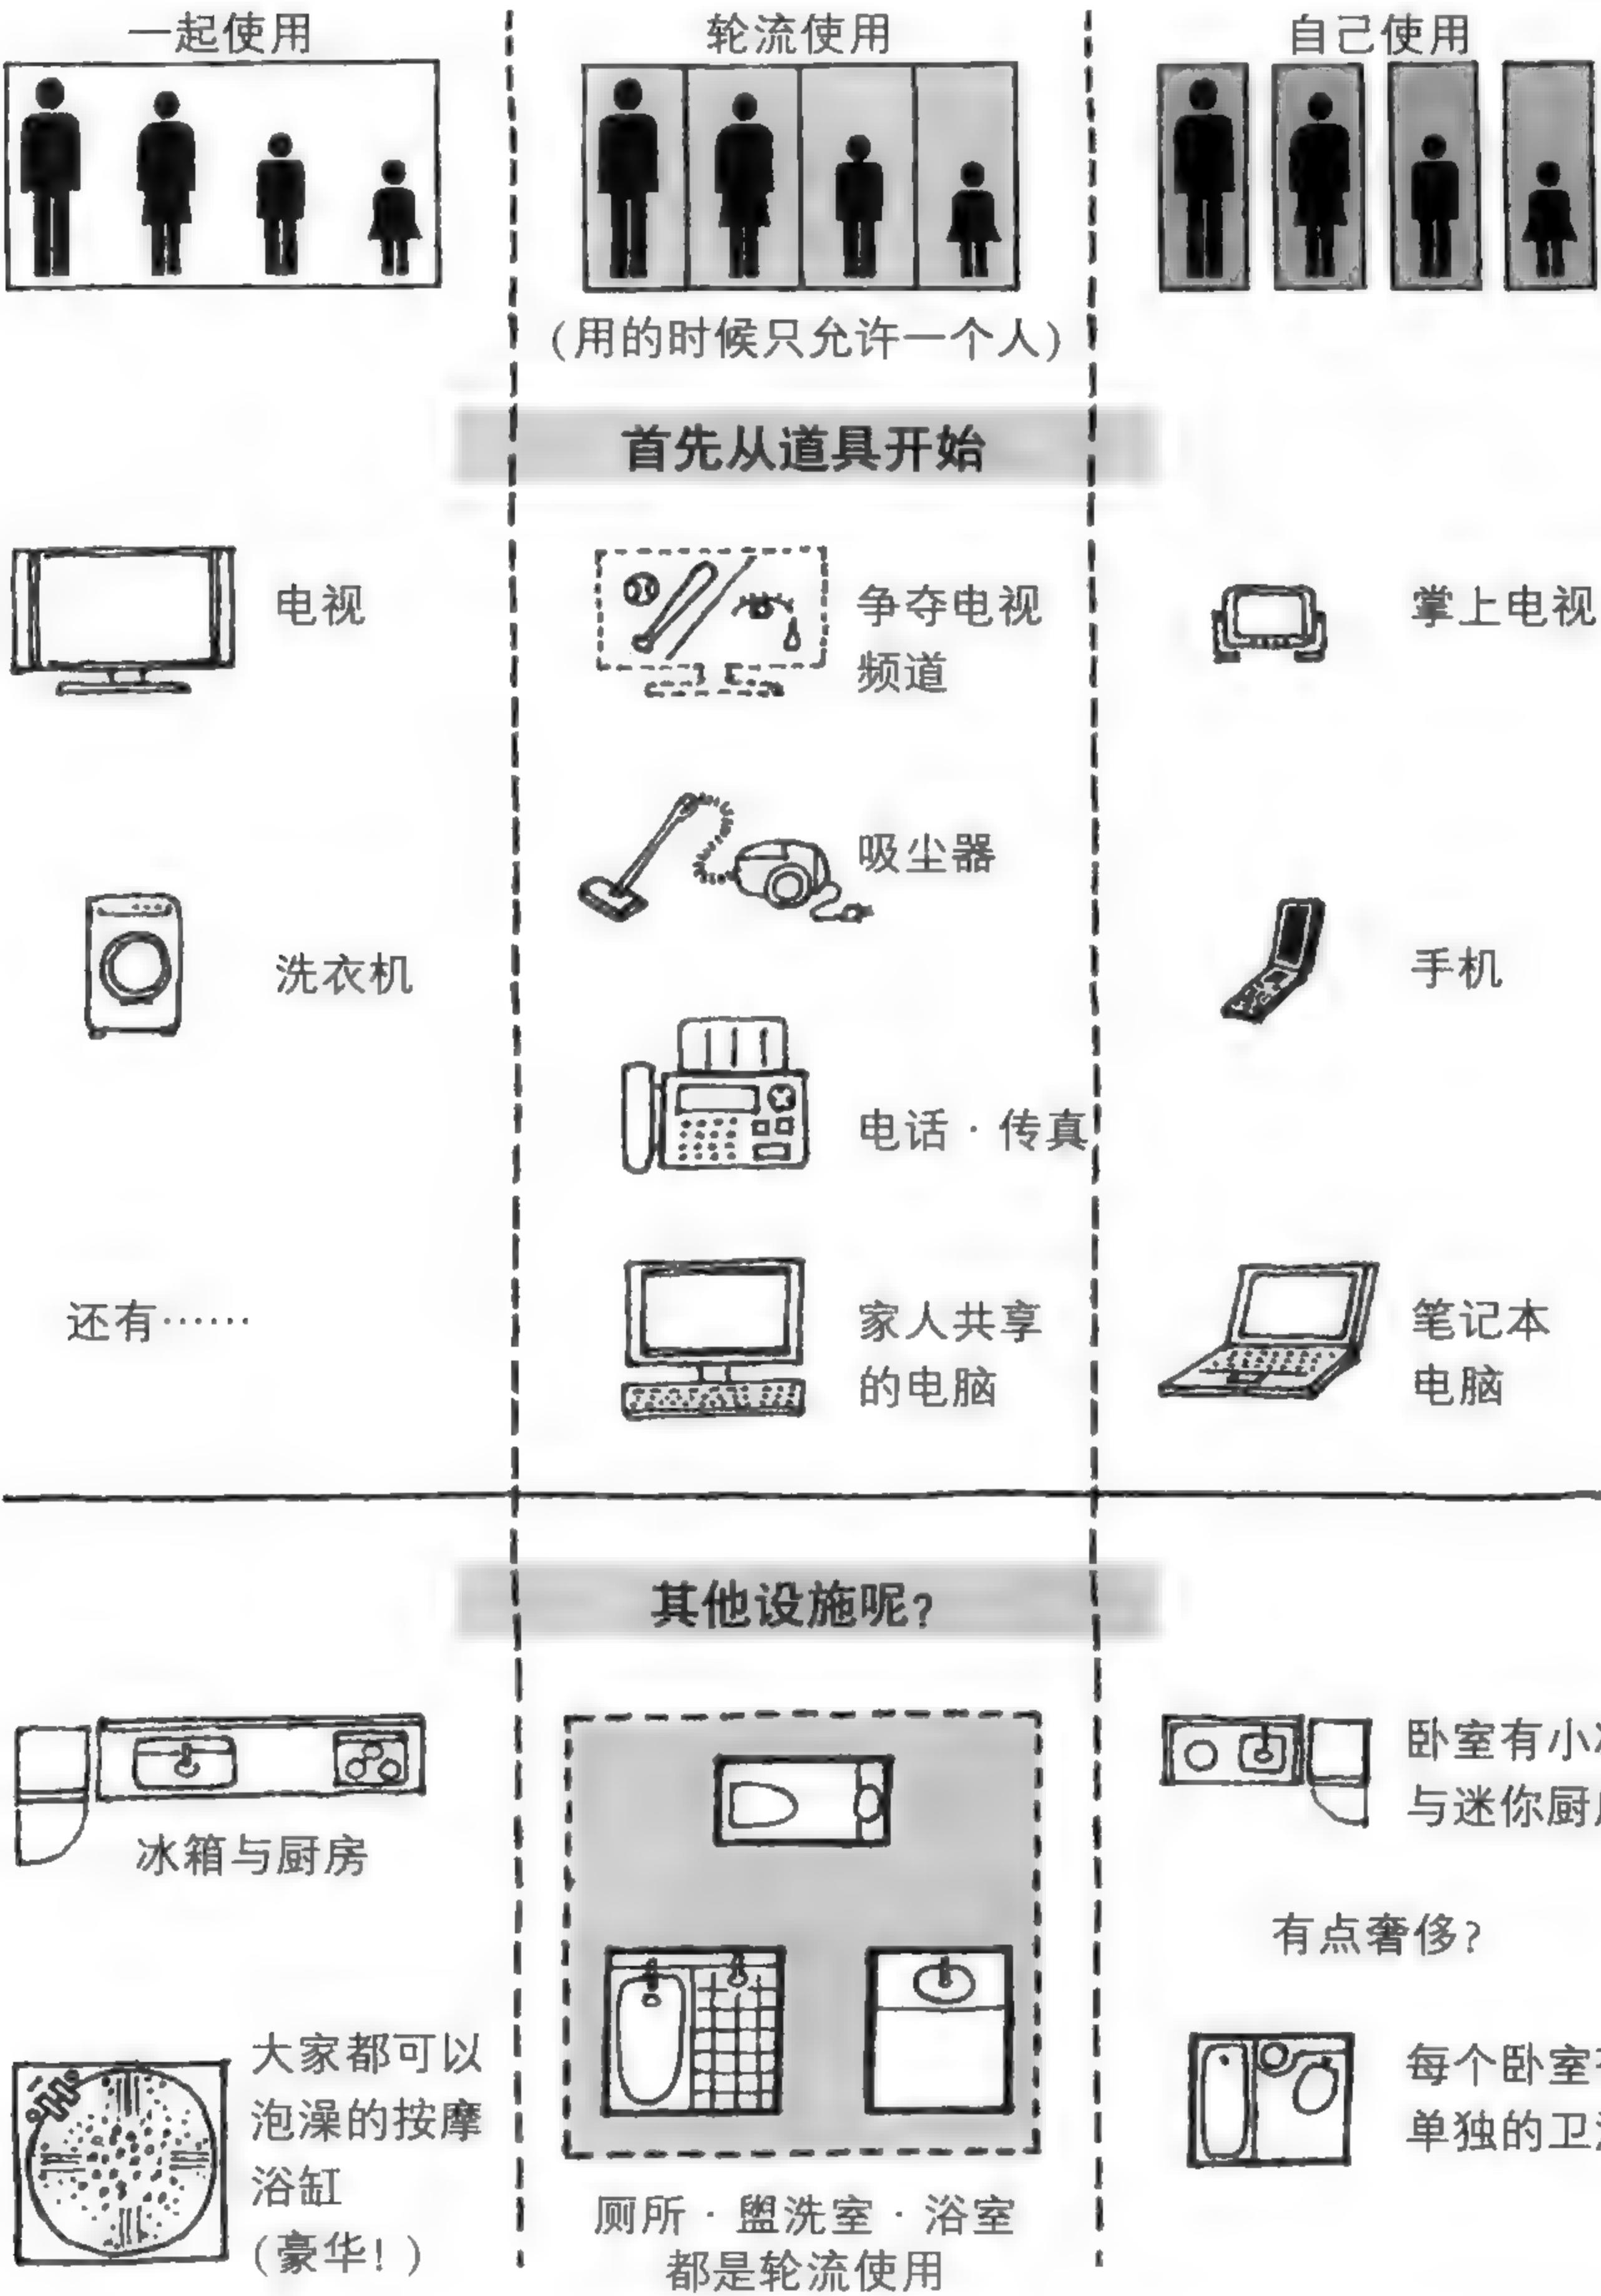 一起使用
轮流使用
自己使用
(用的时候只允许一个人)
首先从道具开始
电视
争夺电视
频道
掌上电视
吸尘器
洗衣机
手机
电话·传真
还有……
家人共享
的电脑
笔记本
电脑
其他设施呢?
冰箱与厨房
卧室有小
与迷你厨
有点奢侈?
大家都可以
泡澡的按摩
浴缸
(豪华!)
每个卧室
单独的卫
厕所·盥洗室·浴室
都是轮流使用